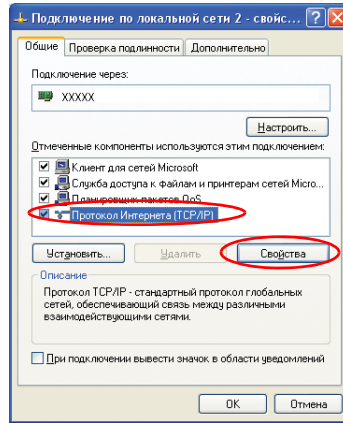 Подключение по локальной сети 2 - свойс...
Общие Проверка подлинности Дополнительно
Подключение через:
XXXXX
Настроить...
Отмеченные компоненты используются этим подключением:
Клиент для сетей Microsoft
Служба доступа к файлам и принтерам сетей Micro...
Планировщик пакетов QoS
Протокол Интернета (TCP/IP)
Установить... Удалить Свойства
Описание
Протокол TCP/IP - стандартный протокол глобальных
сетей, обеспечивающий связь между различными
взаимодействующими сетями.
При подключении вывести значок в области уведомлений
OK Отмена